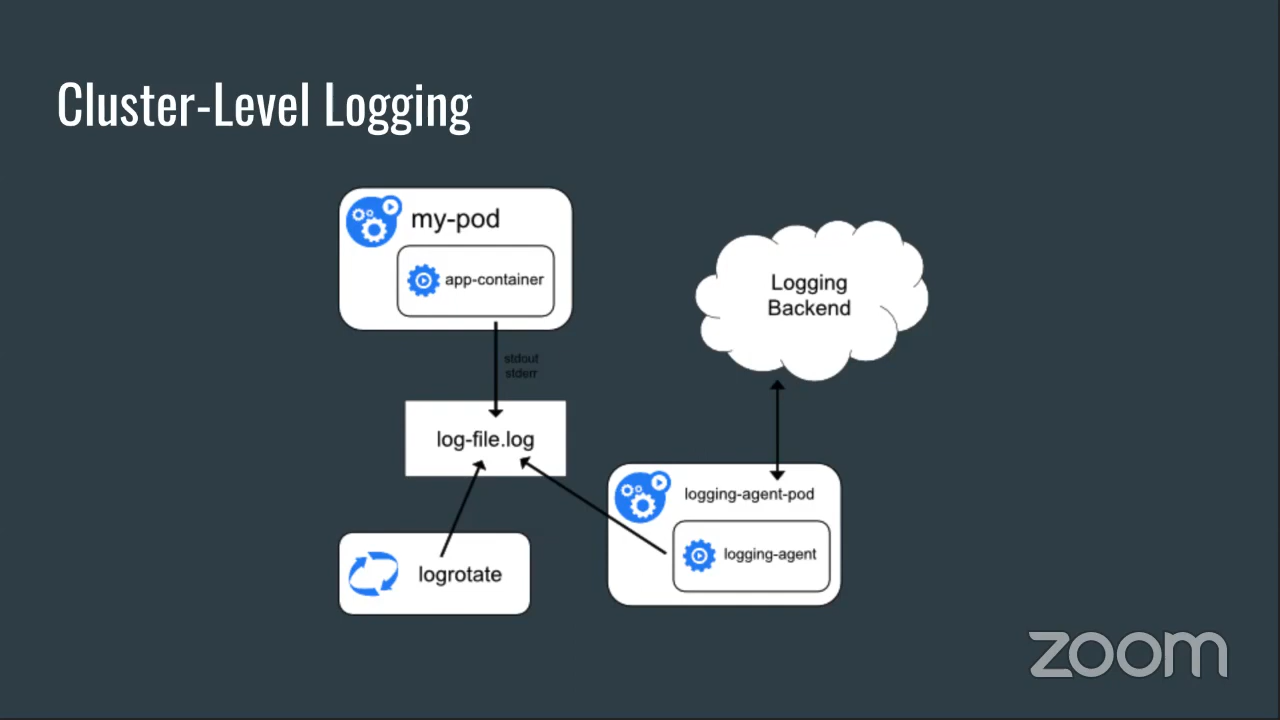 Cluster-Level Logging
my-pod
app-container
Logging
Backend
stdout
stderr
log-file.log
logging-agent-pod
logging-agent
logrotate
zoom